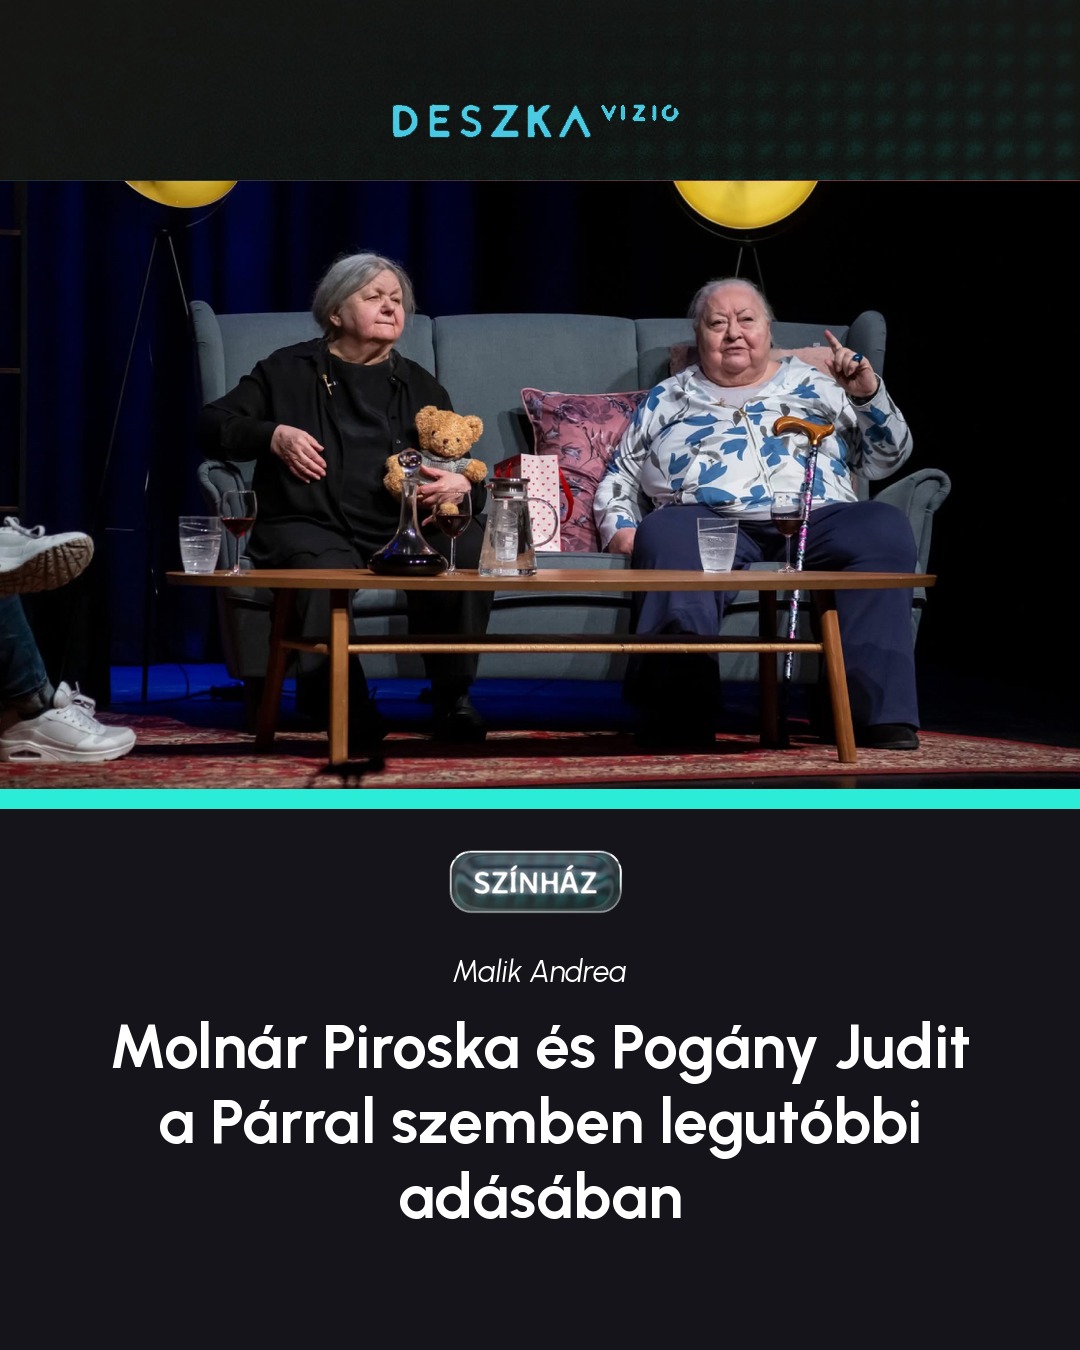 DESZKA VIZIO
SZÍNHÁZ
Malik Andrea
Molnár Piroska és Pogány Judit
a Párral szemben legutóbbi
adásában